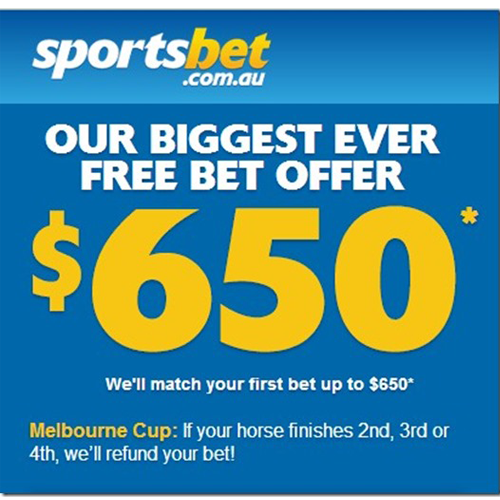 sportsbet
.com.au
OUR BIGGEST EVER
FREE BET OFFER
$650*
We'll match your first bet up to $650*
Melbourne Cup: If your horse finishes 2nd, 3rd or
4th, we'll refund your bet!